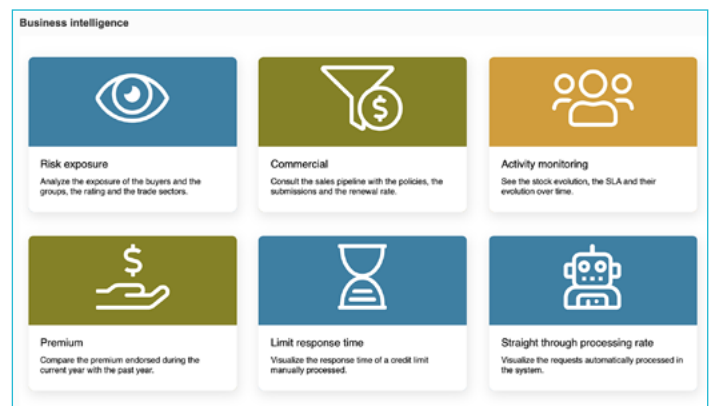 Business intelligence
Risk exposure
Analyze the exposure of the buyers and the
groups, the rating and the trade sectors.
Commercial
Consult the sales pipeline with the policies, the
submissions and the renewal rate.
Activity monitoring
See the stock evolution, the SLA and their
evolution over time.
Premium
Compare the premium endorsed during the
current year with the past year.
Limit response time
Visualize the response time of a credit limit
manually processed.
Straight through processing rate
Visualize the requests automatically processed in
the system.